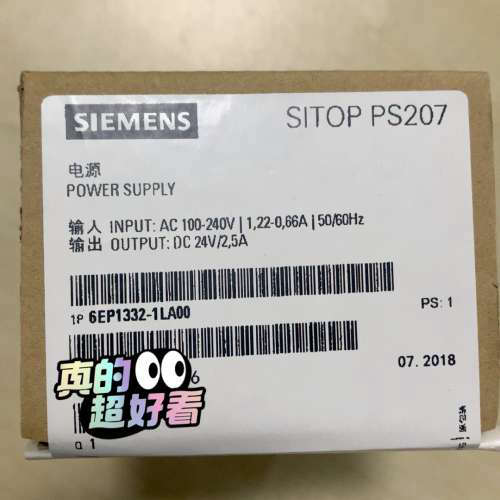 SIEMENS
SITOP PS207
电源
POWER SUPPLY
输入 INPUT: AC 100-240V | 1,22-0,66A | 50/60Hz
输出 OUTPUT: DC 24V/2,5A
1P 6EP1332-1LA00
PS: 1
6
07. 2018
真的
超好看
Q 1